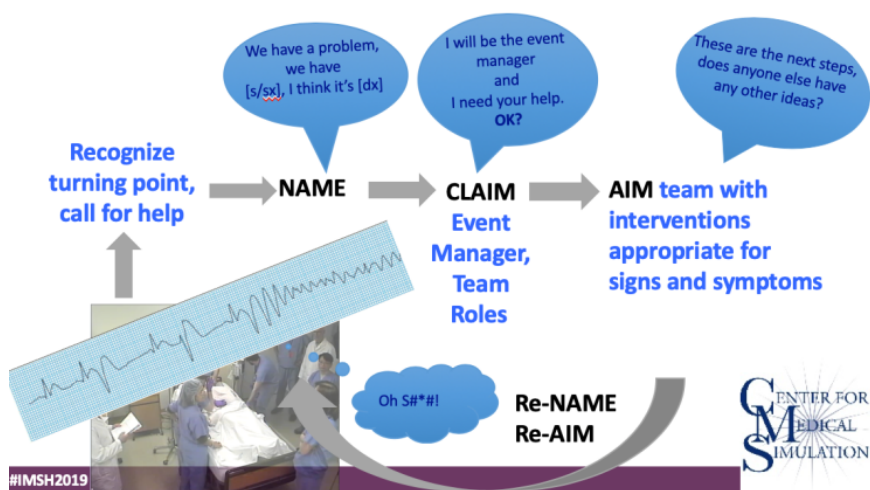 We have a problem,
we have
[s/sx], I think it's [dx]
I will be the event
manager
and
I need your help.
OK?
These are the next steps,
does anyone else have
any other ideas?
Recognize
turning point,
call for help
NAME
CLAIM
Event
Manager,
Team
Roles
AIM team with
interventions
appropriate for
signs and symptoms
Oh S#*#!
Re-NAME
Re-AIM
CENTER FOR
MEDICAL
SIMULATION
#IMSH2019